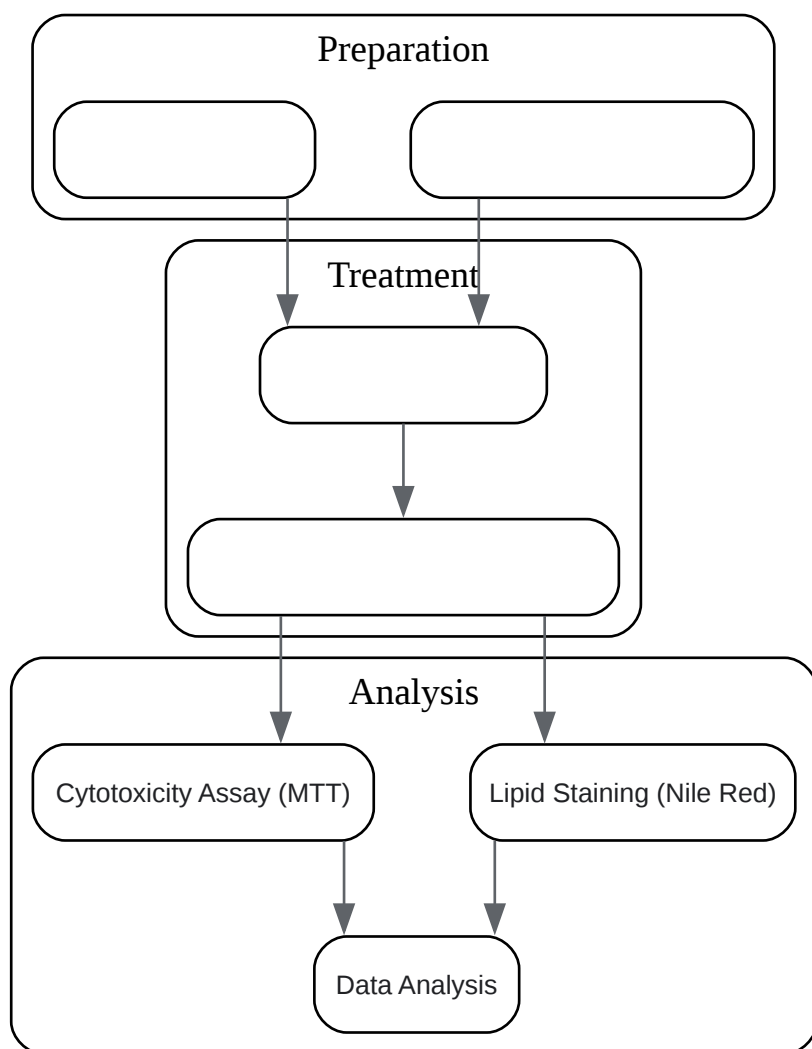 Preparation
Treatment
Analysis
Cytotoxicity Assay (MTT)
Lipid Staining (Nile Red)
Data Analysis